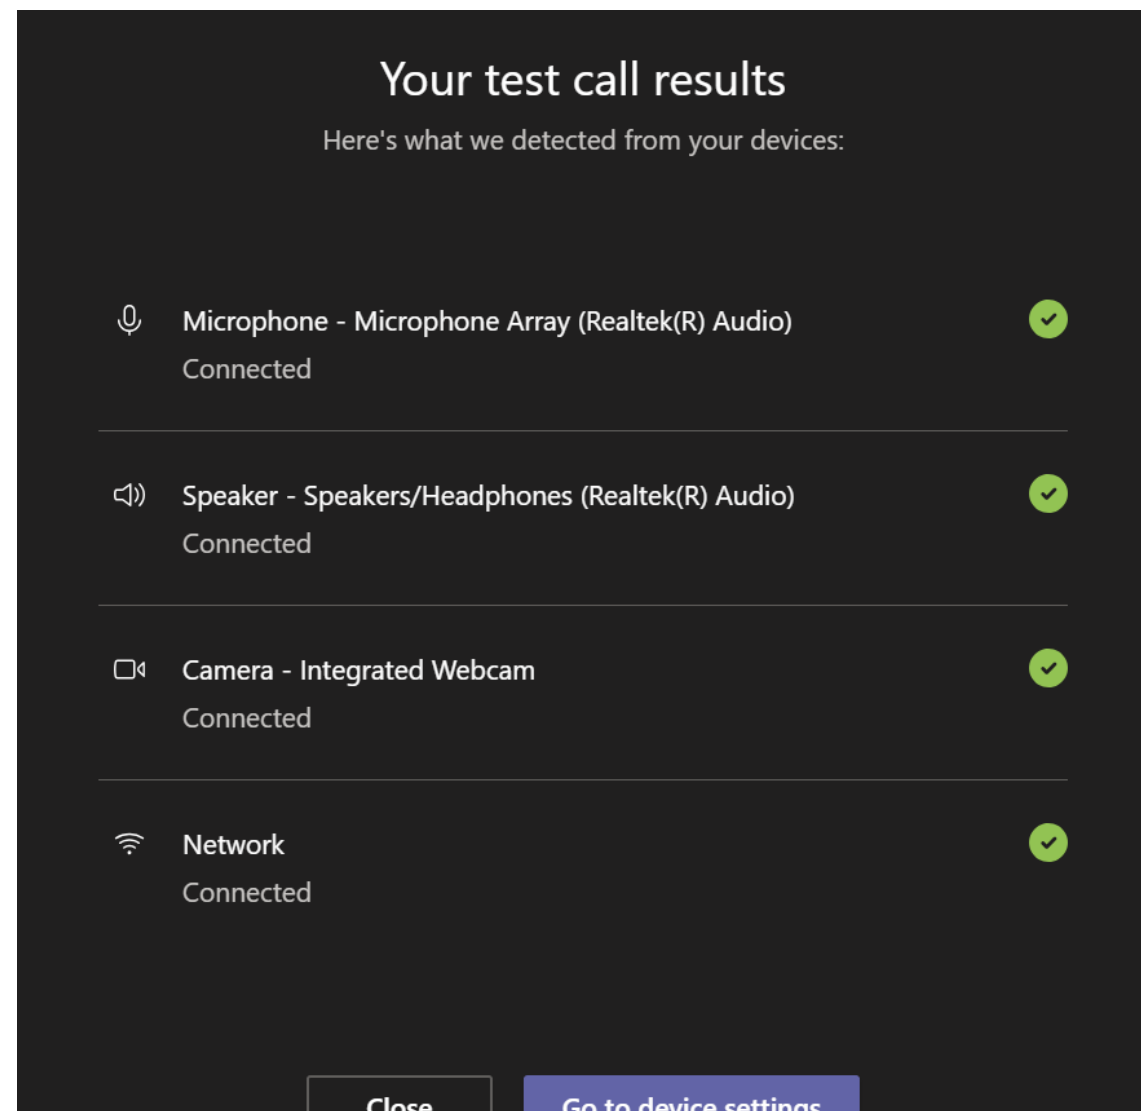 Your test call results
Here's what we detected from your devices:
Microphone - Microphone Array (Realtek(R) Audio)
Connected
Speaker - Speakers/Headphones (Realtek(R) Audio)
Connected
Camera - Integrated Webcam
Connected
Network
Connected
Close
Go to device settings